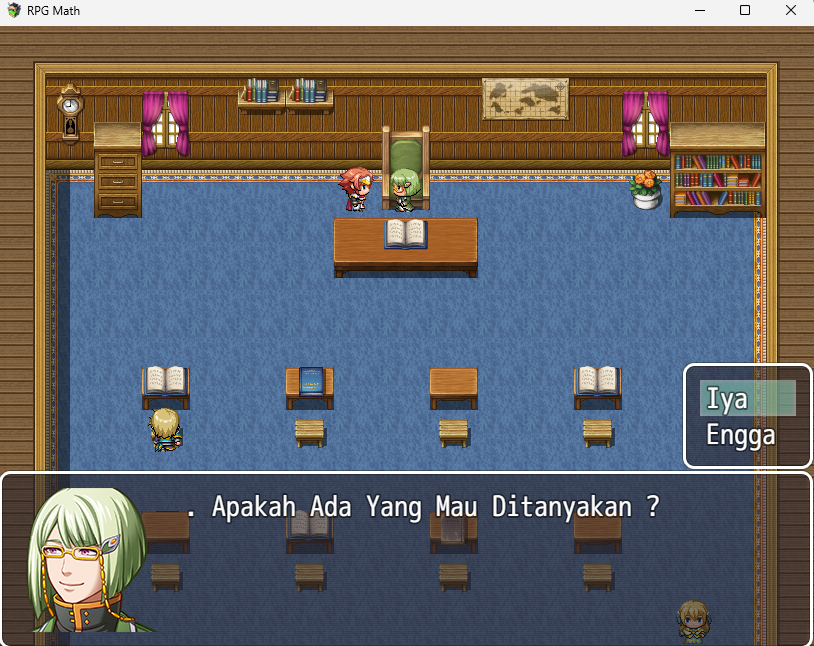 RPG Math
Iya
Engga
. Apakah Ada Yang Mau Ditanyakan ?